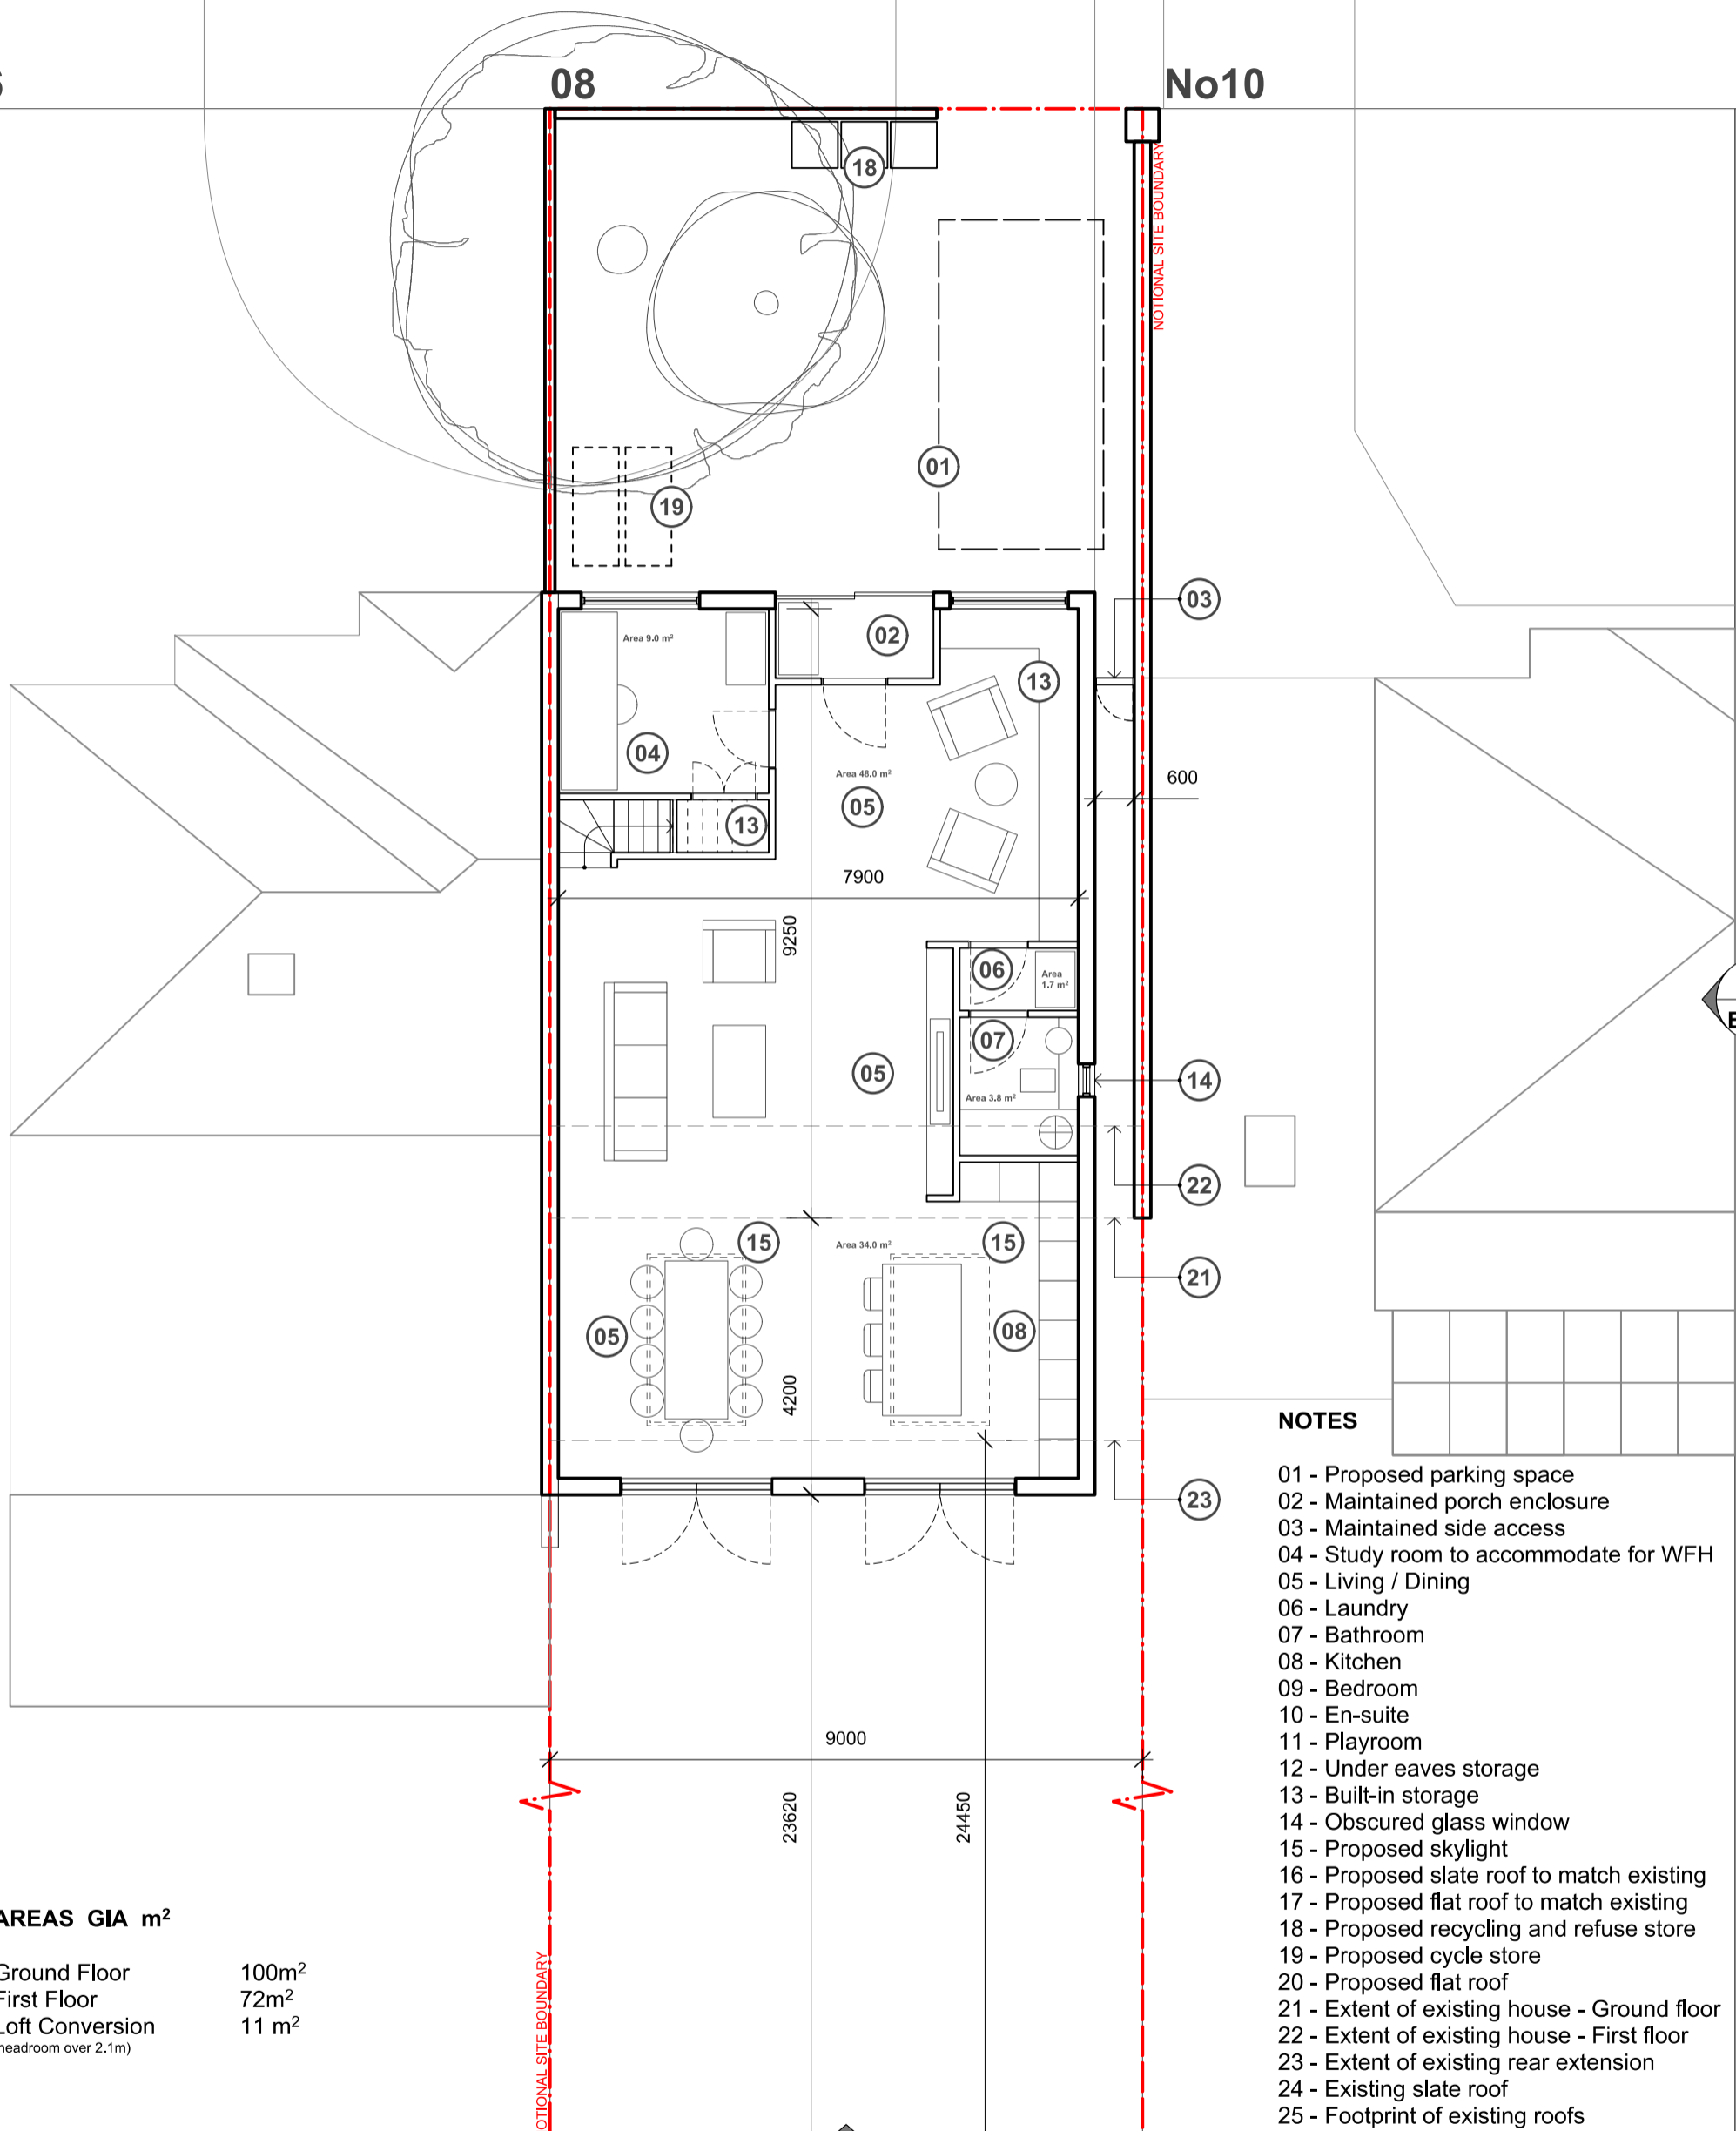 08
No10
NOTIONAL SITE BOUNDARY
18
01
19
03
02
Area 9.0 m²
13
04
Area 48.0 m²
600
05
13
7900
9250
06
Area
1.7 m²
07
05
14
Area 3.8 m²
22
15
Area 34.0 m²
15
21
05
08
4200
23
9000
23620
24450
NOTES
01 - Proposed parking space
02 - Maintained porch enclosure
03 - Maintained side access
04 - Study room to accommodate for WFH
05 - Living / Dining
06 - Laundry
07 - Bathroom
08 - Kitchen
09 - Bedroom
10 - En-suite
11 - Playroom
12 - Under eaves storage
13 - Built-in storage
14 - Obscured glass window
15 - Proposed skylight
16 - Proposed slate roof to match existing
17 - Proposed flat roof to match existing
18 - Proposed recycling and refuse store
19 - Proposed cycle store
20 - Proposed flat roof
21 - Extent of existing house - Ground floor
22 - Extent of existing house - First floor
23 - Extent of existing rear extension
24 - Existing slate roof
25 - Footprint of existing roofs
AREAS GIA m²
Ground Floor 100m²
First Floor 72m²
Loft Conversion 11 m²
headroom over 2.1m)
OTIONAL SITE BOUNDARY